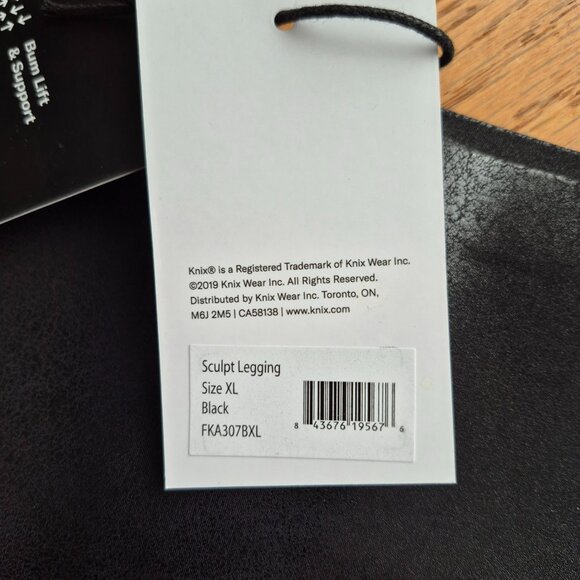 Bum Lift
& Support
Knix® is a Registered Trademark of Knix Wear Inc.
©2019 Knix Wear Inc. All Rights Reserved.
Distributed by Knix Wear Inc. Toronto, ON,
M6J 2M5 | CA58138 | www.knix.com
Sculpt Legging
Size XL
Black
FKA307BXL
8 43676 19567 6